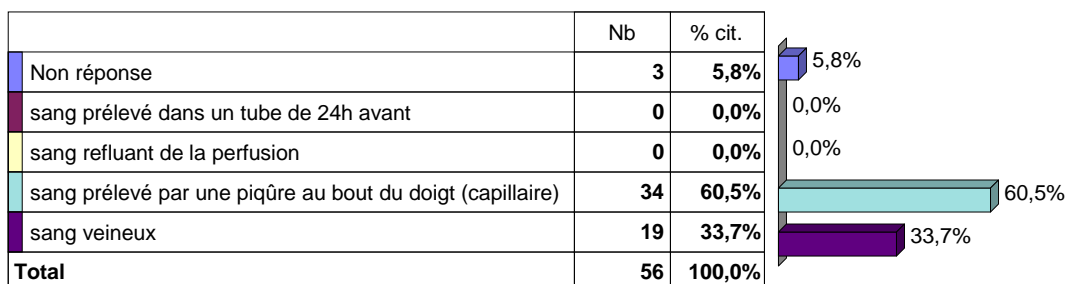 Nb % cit.
Non réponse 3 5,8% 5,8%
sang prélevé dans un tube de 24h avant 0 0,0% 0,0%
sang refluant de la perfusion 0 0,0% 0,0%
sang prélevé par une piqûre au bout du doigt (capillaire) 34 60,5% 60,5%
sang veineux 19 33,7% 33,7%
Total 56 100,0%